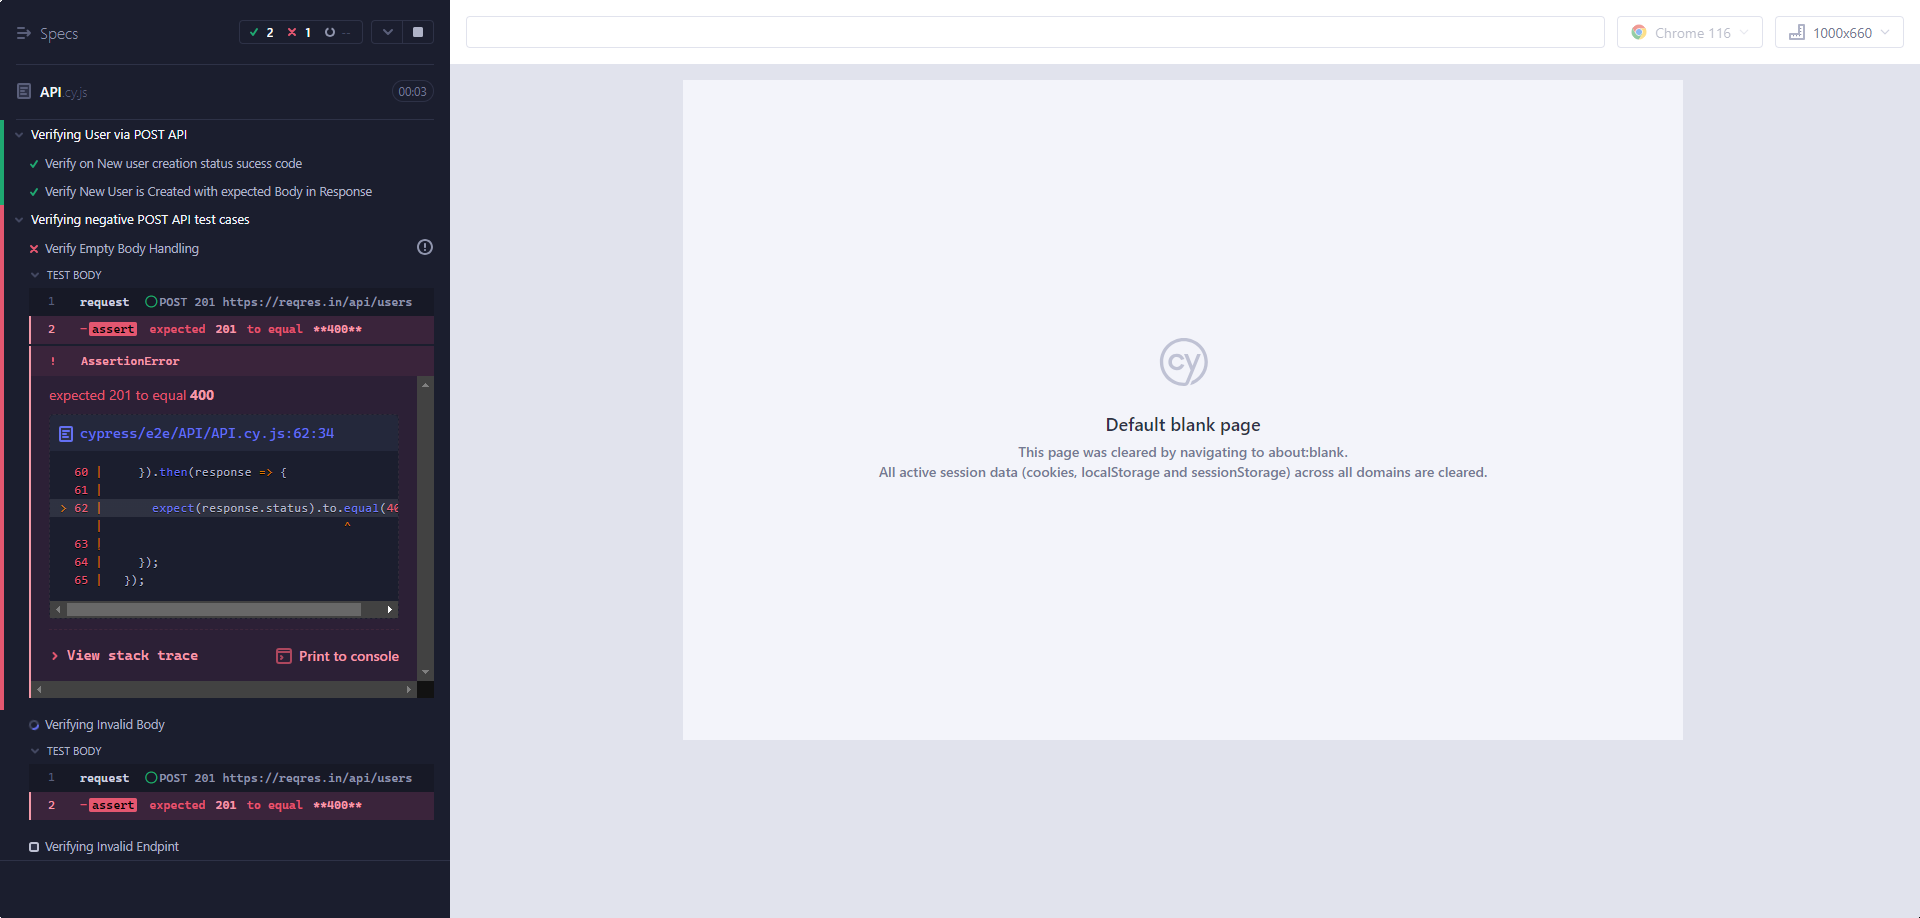 Specs
2 1 --
API.cy.js 00:03
Verifying User via POST API
Verify on New user creation status sucess code
Verify New User is Created with expected Body in Response
Verifying negative POST API test cases
Verify Empty Body Handling
TEST BODY
1 request POST 201 https://reqres.in/api/users
2 -assert expected 201 to equal **400**
! AssertionError
expected 201 to equal 400
cypress/e2e/API/API.cy.js:62:34
60 | }).then(response => {
61 |
> 62 | expect(response.status).to.equal(40
| ^
63 |
64 | });
65 | });
> View stack trace Print to console
Verifying Invalid Body
TEST BODY
1 request POST 201 https://reqres.in/api/users
2 -assert expected 201 to equal **400**
Verifying Invalid Endpint
Chrome 116
1000x660
cy
Default blank page
This page was cleared by navigating to about:blank.
All active session data (cookies, localStorage and sessionStorage) across all domains are cleared.